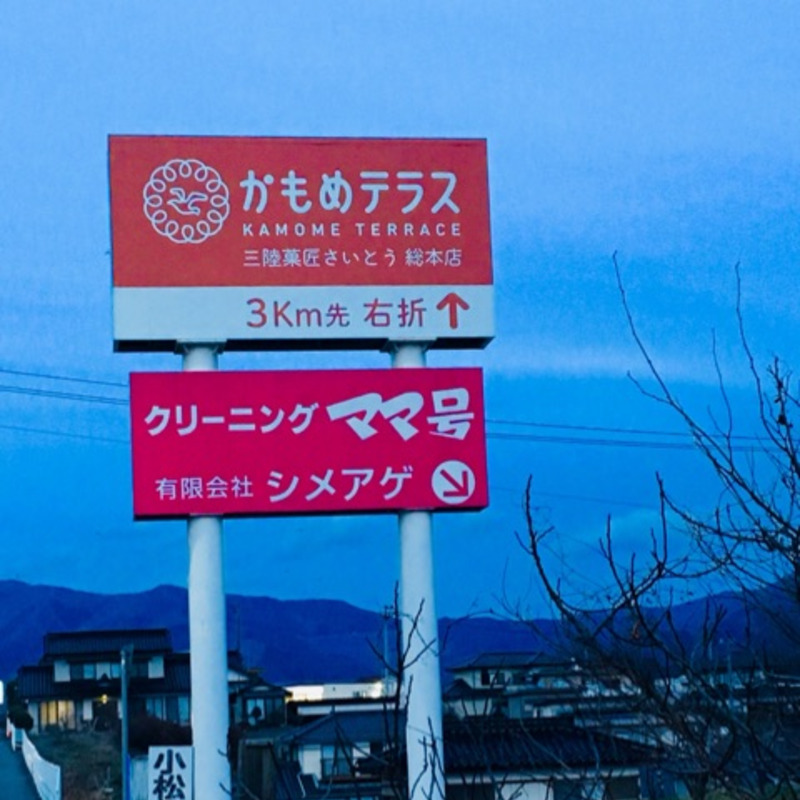 かもめテラス
KAMOME TERRACE
三陸菓匠さいとう 総本店
3Km先 右折↑
クリーニング ママ号
有限会社 シメアゲ ↘
小松